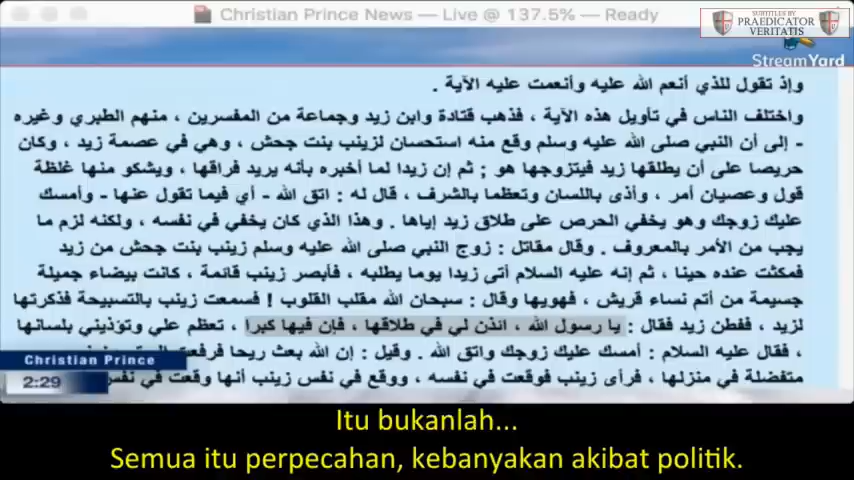 Christian Prince News — Live @ 137.5% — Ready
SUBTITLES BY
PRAEDICATOR
VERITATIS
StreamYard
وإذ تقول للذي أنعم الله عليه وأنعمت عليه الآية .
واختلف الناس في تأويل هذه الآية ، فذهب قتادة وابن زيد وجماعة من المفسرين ، منهم الطبري وغيره
- إلى أن النبي صلى الله عليه وسلم وقع منه استحسان لزينب بنت جحش ، وهي في عصمة زيد ، وكان
حريصا على أن يطلقها زيد فيتزوجها هو ; ثم إن زيدا لما أخبره بأنه يريد فراقها ، ويشكو منها غلظة
قول وعصيان أمر ، وأذى باللسان وتعظما بالشرف ، قال له : اتق الله - أي فيما تقول عنها - وأمسك
عليك زوجك وهو يخفي الحرص على طلاق زيد إياها . وهذا الذي كان يخفي في نفسه ، ولكنه لزم ما
يجب من الأمر بالمعروف . وقال مقاتل : زوج النبي صلى الله عليه وسلم زينب بنت جحش من زيد
فمكثت عنده حينا ، ثم إنه عليه السلام أتى زيدا يوما يطلبه ، فأبصر زينب قائمة ، كانت بيضاء جميلة
جسيمة من أتم نساء قريش ، فهويها وقال : سبحان الله مقلب القلوب ! فسمعت زينب بالتسبيحة فذكرتها
لزيد ، ففطن زيد فقال : يا رسول الله ، ائذن لي في طلاقها ، فإن فيها كبرا ، تعظم علي وتؤذيني بلسانها
، فقال عليه السلام : أمسك عليك زوجك واتق الله . وقيل : إن الله بعث ريحا فرفعت
متفضلة في منزلها ، فرأى زينب فوقعت في نفسه ، ووقع في نفس زينب أنها وقعت في نفس
Christian Prince
2:29
Itu bukanlah...
Semua itu perpecahan, kebanyakan akibat politik.